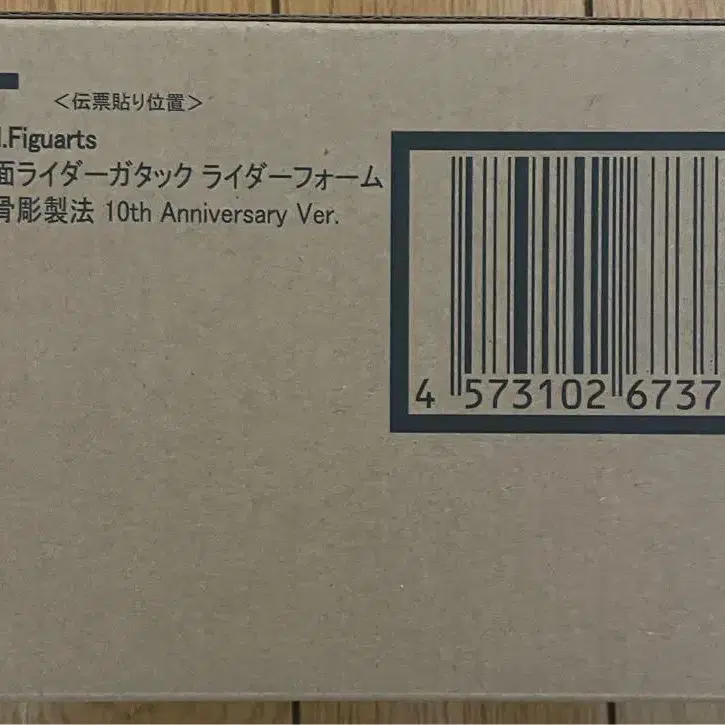 <伝票貼り位置>
.Figuarts
面ライダーガタック ライダーフォーム
骨彫製法 10th Anniversary Ver.
4 573102 6737